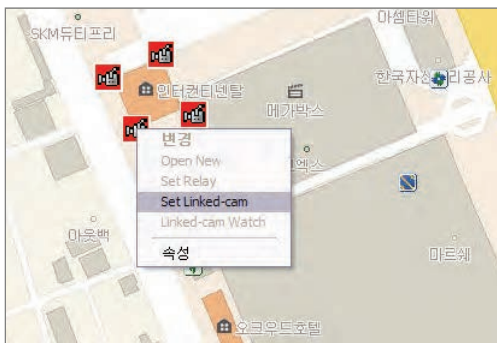 아셈타워
SKM듀티프리
한국자산
리공사
인터컨티넨탈
메가박스
변경
Open New
엑스
Set Relay
Set Linked-cam
Linked-cam Watch
아웃백
마르쉐
속성
오크우드호텔